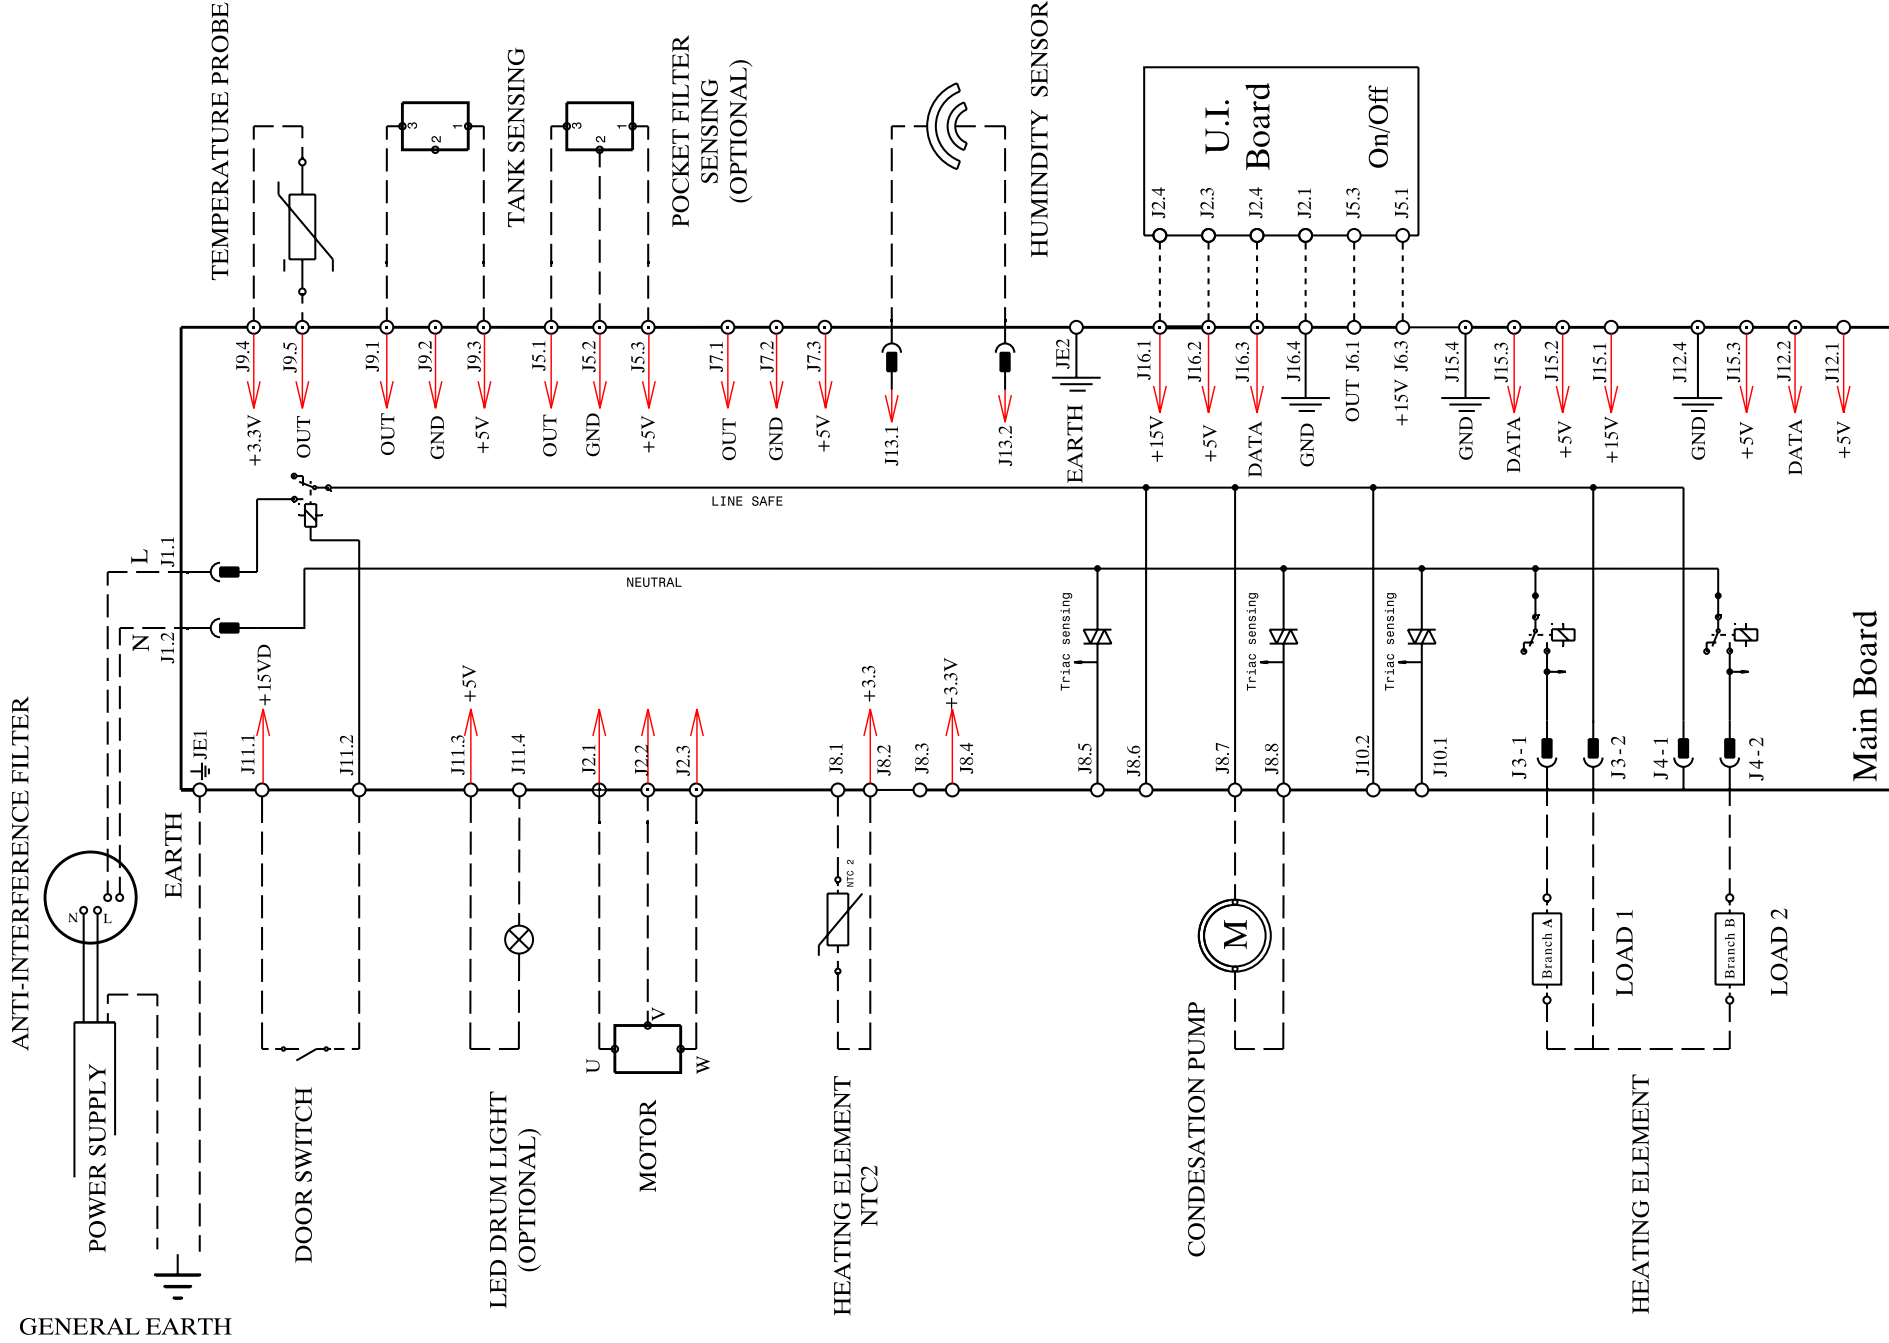 TEMPERATURE PROBE
TANK SENSING
POCKET FILTER
SENSING
(OPTIONAL)
HUMINDITY SENSOR
U.I.
Board
On/Off
J2.4
J2.3
J2.4
J2.1
J5.3
J5.1
3
2
1
3
2
1
J9.4
J9.5
J9.1
J9.2
J9.3
J5.1
J5.2
J5.3
J7.1
J7.2
J7.3
JE2
J16.1
J16.2
J16.3
J16.4
OUT J6.1
+15V J6.3
J15.4
J15.3
J15.2
J15.1
J12.4
J15.3
J12.2
J12.1
+3.3V
OUT
OUT
GND
+5V
OUT
GND
+5V
OUT
GND
+5V
J13.1
J13.2
EARTH
+15V
+5V
DATA
GND
GND
DATA
+5V
+15V
GND
+5V
DATA
+5V
LINE SAFE
NEUTRAL
L
J1.1
N
J1.2
Triac sensing
Triac sensing
Triac sensing
Main Board
+15VD
+5V
+3.3
+3.3V
JE1
J11.1
J11.2
J11.3
J11.4
J2.1
J2.2
J2.3
J8.1
J8.2
J8.3
J8.4
J8.5
J8.6
J8.7
J8.8
J10.2
J10.1
J3-1
J3-2
J4-1
J4-2
ANTI-INTERFERENCE FILTER
EARTH
N
L
NTC 2
M
Branch A
LOAD 1
Branch B
LOAD 2
U
V
W
POWER SUPPLY
DOOR SWITCH
LED DRUM LIGHT
(OPTIONAL)
MOTOR
HEATING ELEMENT
NTC2
CONDESATION PUMP
HEATING ELEMENT
GENERAL EARTH